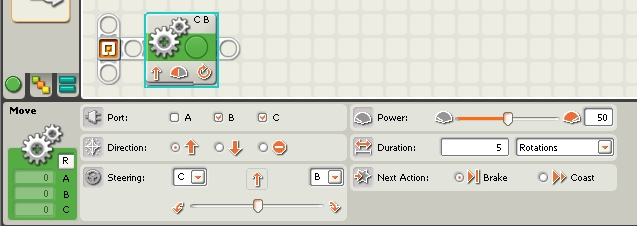 C B
Move
R
0 A
0 B
0 C
Port: A B C
Direction:
Steering: C B
Power: 50
Duration: 5 Rotations
Next Action: Brake Coast